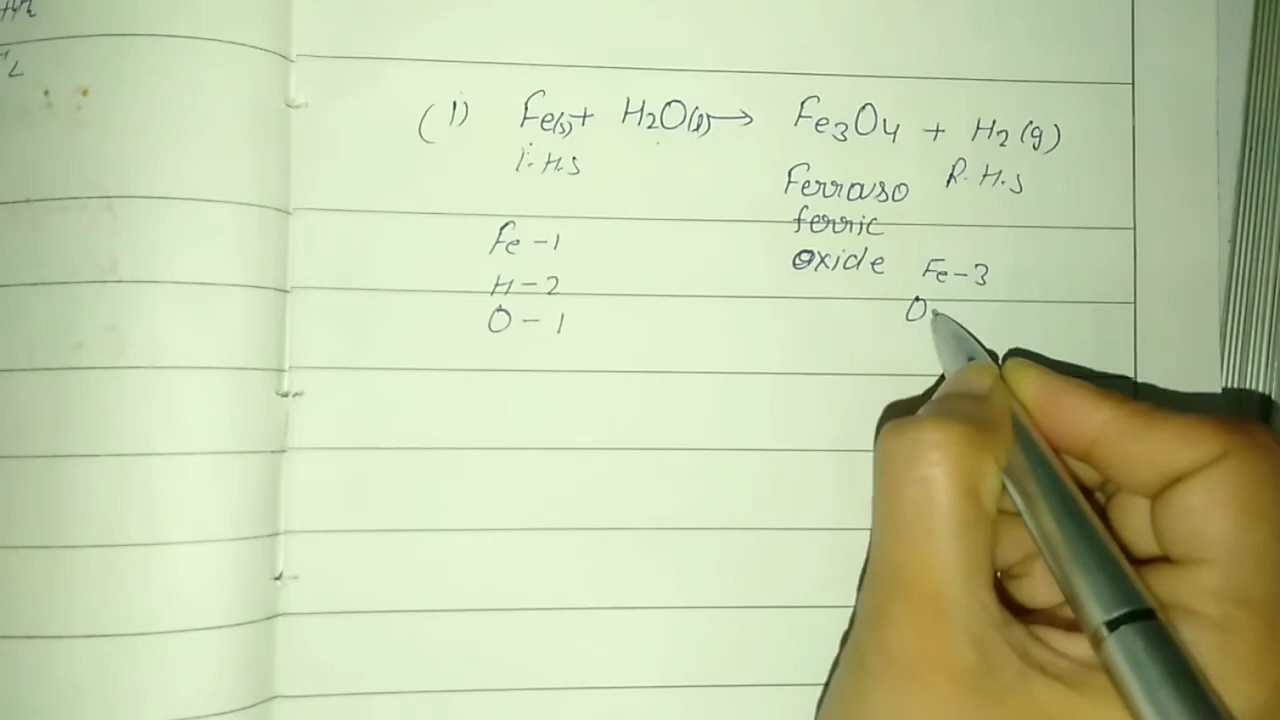 (1) Fe(s)+ H2O(l)→ Fe3O4 + H2(g)
L.H.S R.H.S
Ferraso
ferric
oxide
Fe-1
H-2
O-1
Fe-3
O-